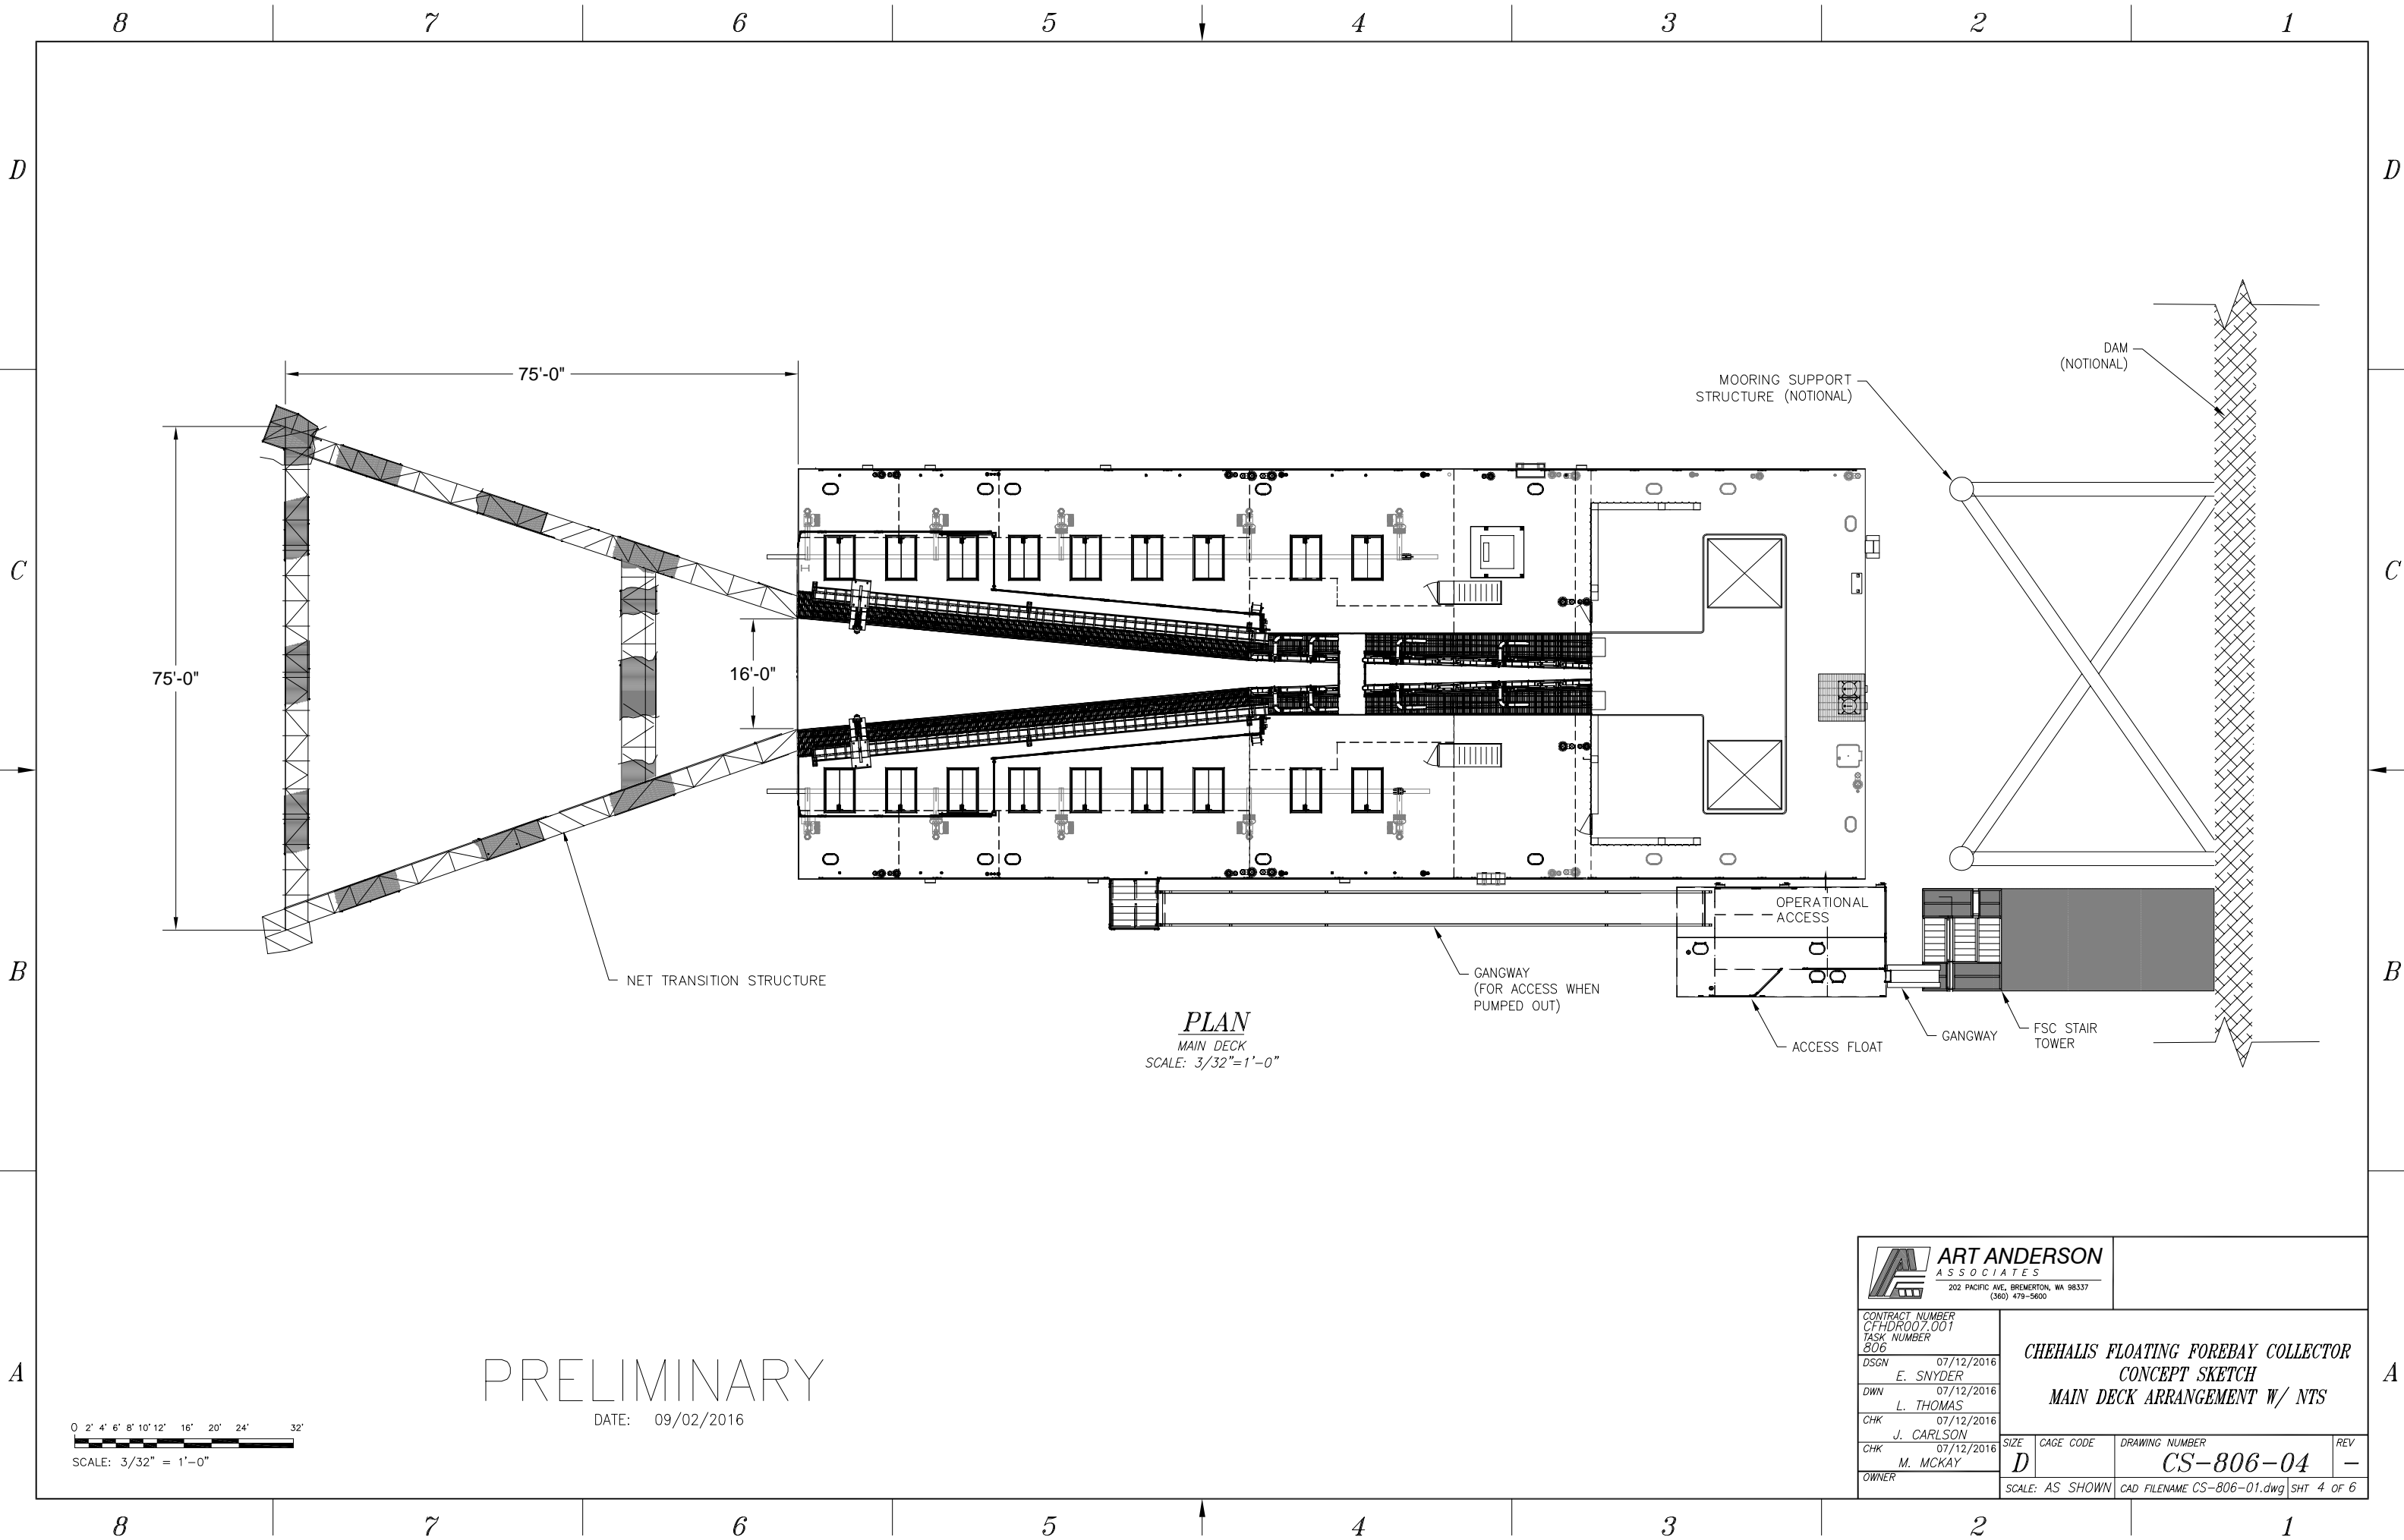 8 7 6 5 4 3 2 1
D D
C C
B B
A A
75'-0"
75'-0"
16'-0"
DAM
(NOTIONAL)
MOORING SUPPORT
STRUCTURE (NOTIONAL)
OPERATIONAL
ACCESS
NET TRANSITION STRUCTURE
GANGWAY
(FOR ACCESS WHEN
PUMPED OUT)
ACCESS FLOAT
GANGWAY
FSC STAIR
TOWER
PLAN
MAIN DECK
SCALE: 3/32"=1'-0"
PRELIMINARY
DATE: 09/02/2016
0 2' 4' 6' 8' 10' 12' 16' 20' 24' 32'
SCALE: 3/32" = 1'-0"
ART ANDERSON
ASSOCIATES
202 PACIFIC AVE, BREMERTON, WA 98337
(360) 479-5600
CONTRACT NUMBER
CFHDR007.001
TASK NUMBER
806
DSGN 07/12/2016
E. SNYDER
DWN 07/12/2016
L. THOMAS
CHK 07/12/2016
J. CARLSON
CHK 07/12/2016
M. MCKAY
OWNER
CHEHALIS FLOATING FOREBAY COLLECTOR
CONCEPT SKETCH
MAIN DECK ARRANGEMENT W/ NTS
SIZE CAGE CODE DRAWING NUMBER REV
D CS-806-04 -
SCALE: AS SHOWN CAD FILENAME CS-806-01.dwg SHT 4 OF 6
8 7 6 5 4 3 2 1